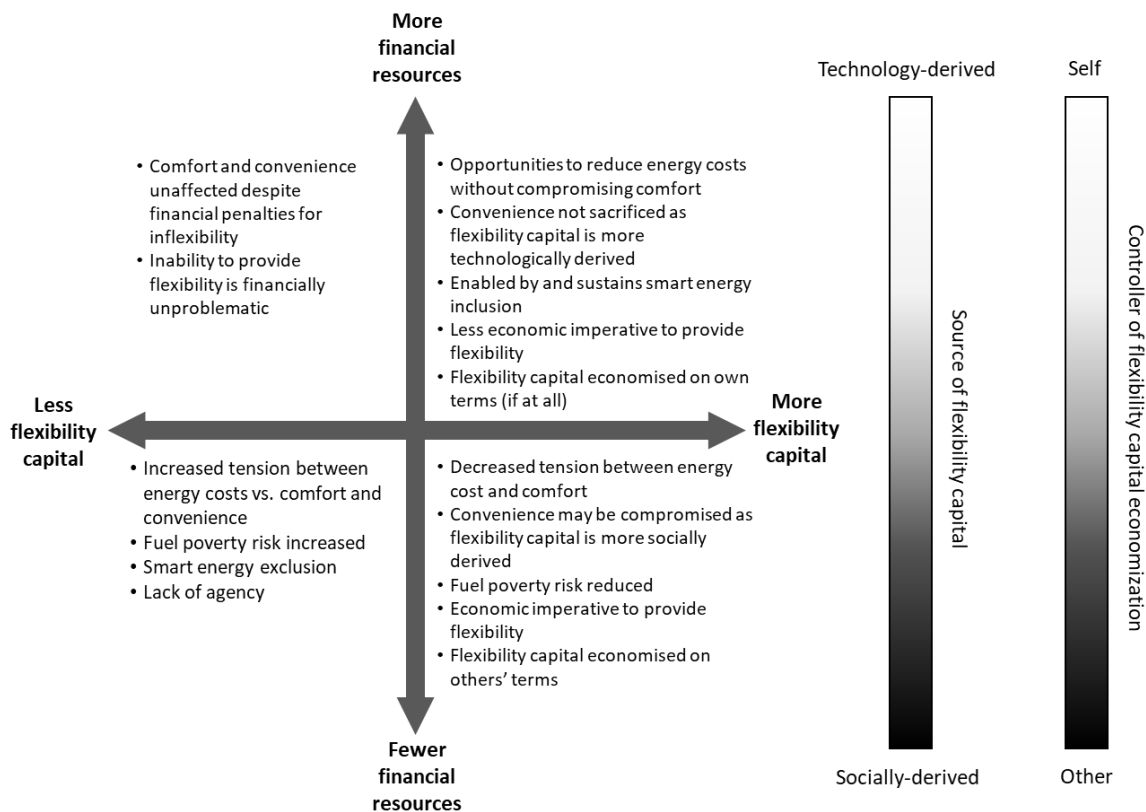 More
financial
resources
Technology-derived
Self
• Comfort and convenience
unaffected despite
financial penalties for
inflexibility
• Inability to provide
flexibility is financially
unproblematic
• Opportunities to reduce energy costs
without compromising comfort
• Convenience not sacrificed as
flexibility capital is more
technologically derived
• Enabled by and sustains smart energy
inclusion
• Less economic imperative to provide
flexibility
• Flexibility capital economised on own
terms (if at all)
Less
flexibility
capital
More
flexibility
capital
• Increased tension between
energy costs vs. comfort and
convenience
• Fuel poverty risk increased
• Smart energy exclusion
• Lack of agency
• Decreased tension between energy
cost and comfort
• Convenience may be compromised as
flexibility capital is more socially
derived
• Fuel poverty risk reduced
• Economic imperative to provide
flexibility
• Flexibility capital economised on
others’ terms
Fewer
financial
resources
Source of flexibility capital
Controller of flexibility capital economization
Socially-derived
Other